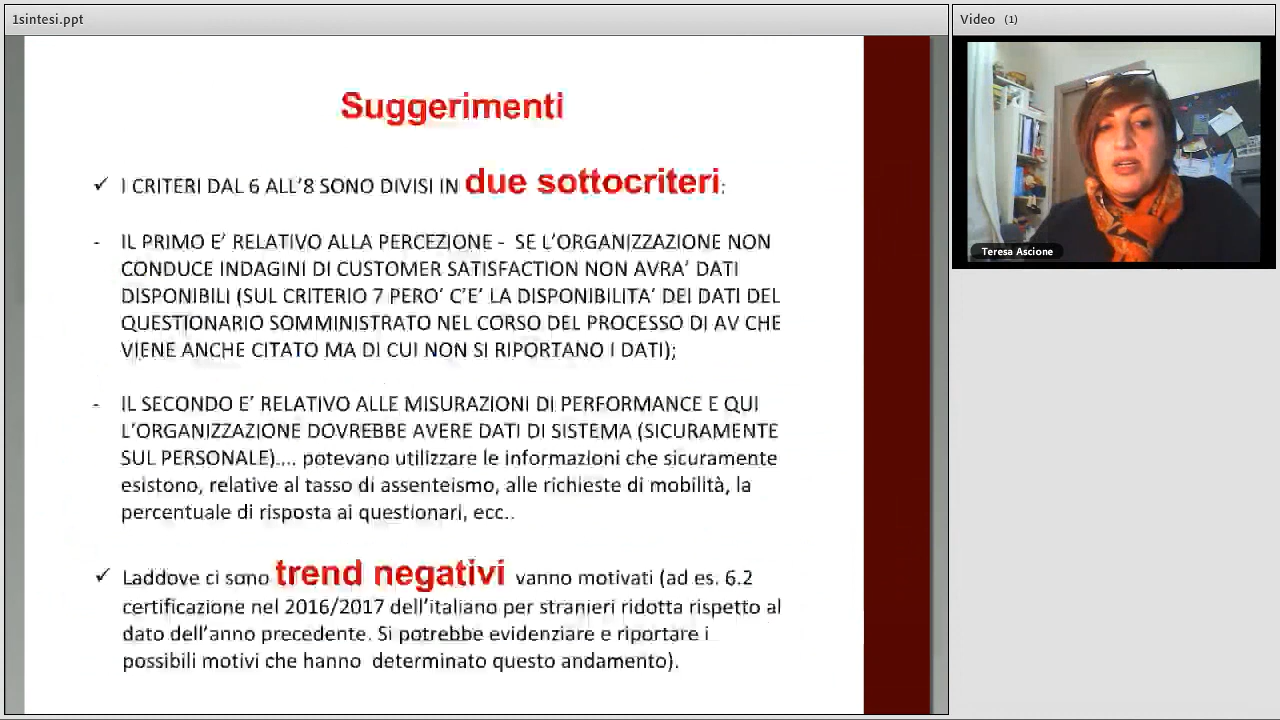 1sintesi.ppt
Video (1)
Teresa Ascione
Suggerimenti
✓ I CRITERI DAL 6 ALL’8 SONO DIVISI IN due sottocriteri:
- IL PRIMO E’ RELATIVO ALLA PERCEZIONE - SE L’ORGANIZZAZIONE NON
CONDUCE INDAGINI DI CUSTOMER SATISFACTION NON AVRA’ DATI
DISPONIBILI (SUL CRITERIO 7 PERO’ C’E’ LA DISPONIBILITA’ DEI DATI DEL
QUESTIONARIO SOMMINISTRATO NEL CORSO DEL PROCESSO DI AV CHE
VIENE ANCHE CITATO MA DI CUI NON SI RIPORTANO I DATI);
- IL SECONDO E’ RELATIVO ALLE MISURAZIONI DI PERFORMANCE E QUI
L’ORGANIZZAZIONE DOVREBBE AVERE DATI DI SISTEMA (SICURAMENTE
SUL PERSONALE)…. potevano utilizzare le informazioni che sicuramente
esistono, relative al tasso di assenteismo, alle richieste di mobilità, la
percentuale di risposta ai questionari, ecc..
✓ Laddove ci sono trend negativi vanno motivati (ad es. 6.2
certificazione nel 2016/2017 dell’italiano per stranieri ridotta rispetto al
dato dell’anno precedente. Si potrebbe evidenziare e riportare i
possibili motivi che hanno determinato questo andamento).